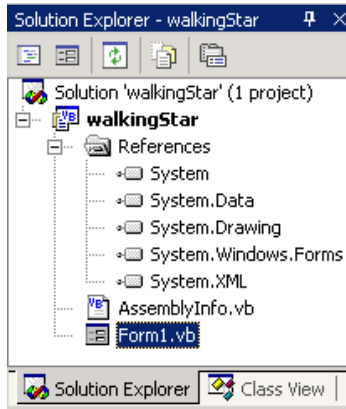 Solution Explorer - walkingStar
Solution 'walkingStar' (1 project)
walkingStar
References
System
System.Data
System.Drawing
System.Windows.Forms
System.XML
AssemblyInfo.vb
Form1.vb
Solution Explorer Class View